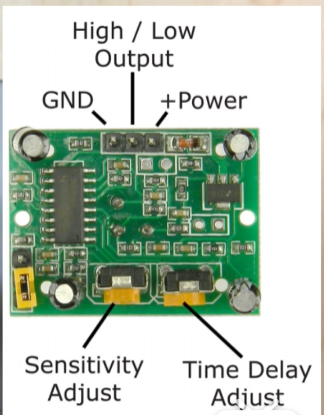 High / Low
Output
GND
+Power
Sensitivity
Adjust
Time Delay
Adjust